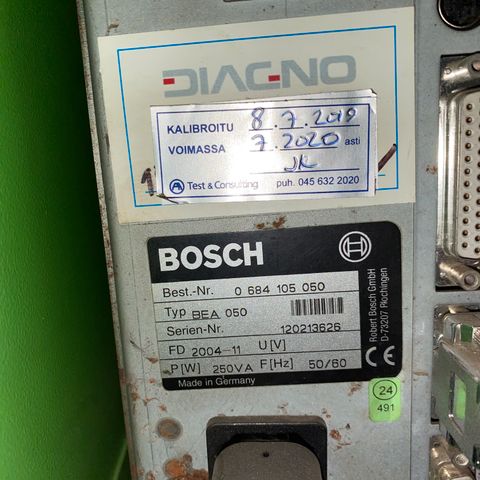 DIAGNO
KALIBROITU 8.7.2019
VOIMASSA 7.2020 asti
JK
Test & Consulting puh. 045 632 2020
1
BOSCH
Best.-Nr. 0 684 105 050
Typ BEA 050
Serien-Nr. 120213626
FD 2004-11 U[V]
P[W] 250VA F[Hz] 50/60
Made in Germany
Robert Bosch GmbH
D-73207 Plochingen
CE
24
491